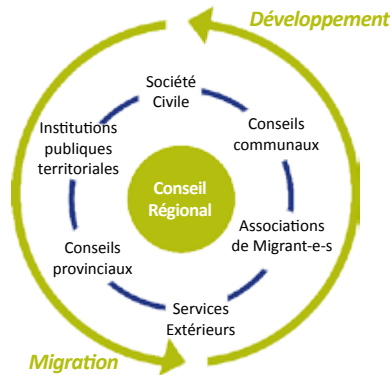 Développement
Société
Civile
Institutions
publiques
territoriales
Conseils
communaux
Conseil
Régional
Associations
de Migrant-e-s
Conseils
provinciaux
Services
Extérieurs
Migration